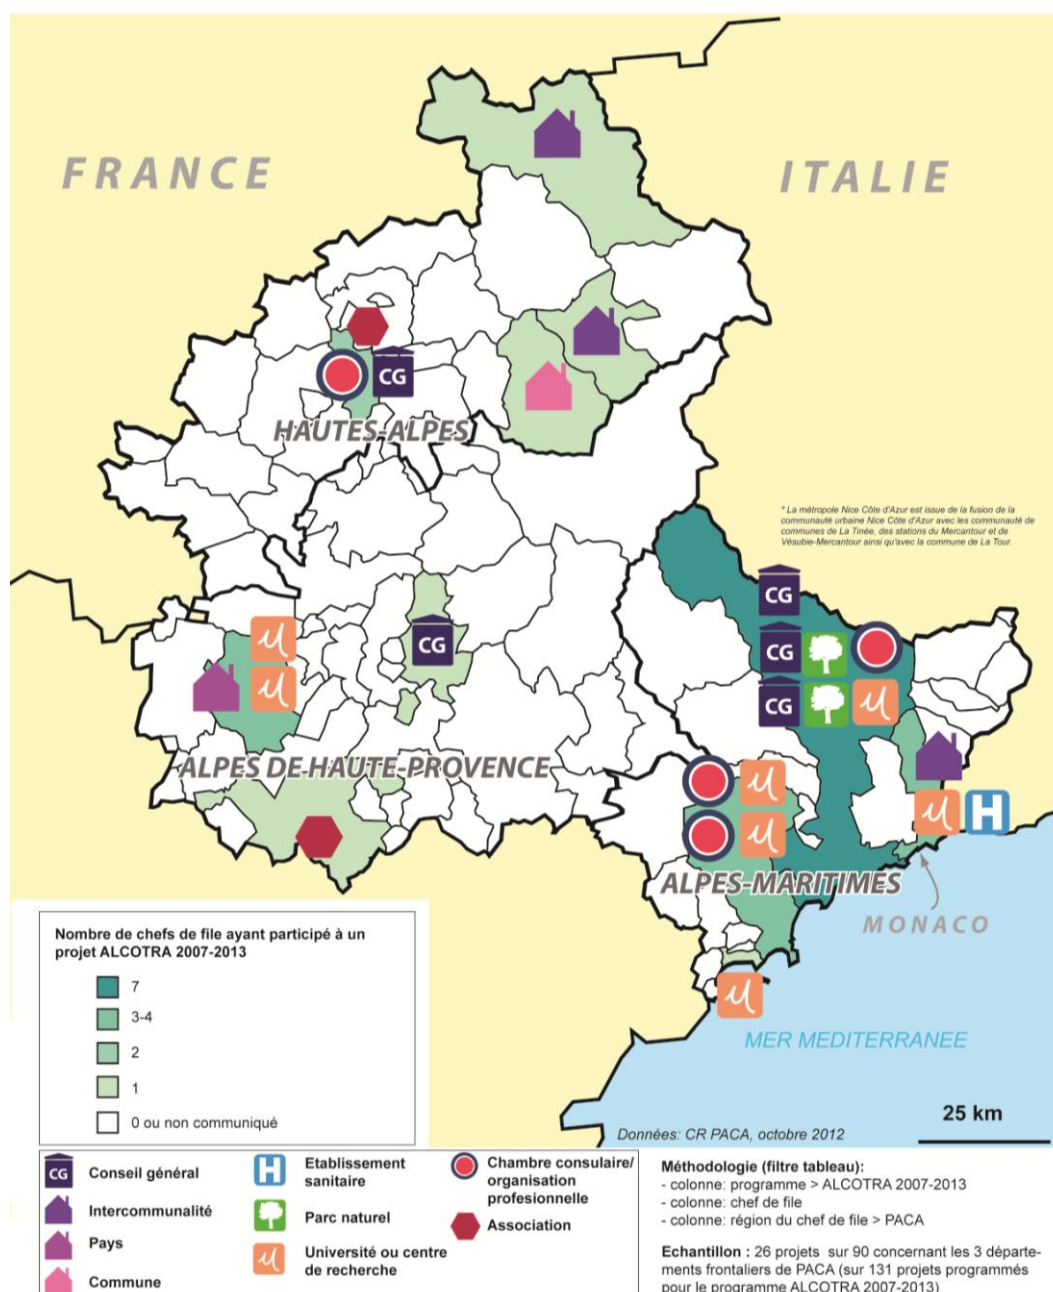 FRANCE
ITALIE
CG
HAUTES-ALPES
* La métropole Nice Côte d'Azur est issue de la fusion de la
communauté urbaine Nice Côte d'Azur avec les communauté de
communes de La Tinée, des stations du Mercantour et de
Vésubie-Mercantour ainsi qu'avec la commune de La Tour.
CG
CG
CG
CG
ALPES DE-HAUTE-PROVENCE
H
ALPES-MARITIMES
MONACO
MER MEDITERRANEE
25 km
Données: CR PACA, octobre 2012
Nombre de chefs de file ayant participé à un
projet ALCOTRA 2007-2013
7
3-4
2
1
0 ou non communiqué
CG Conseil général
Intercommunalité
Pays
Commune
H Etablissement
sanitaire
Parc naturel
Université ou centre
de recherche
Chambre consulaire/
organisation
profesionnelle
Association
Méthodologie (filtre tableau):
- colonne: programme > ALCOTRA 2007-2013
- colonne: chef de file
- colonne: région du chef de file > PACA
Echantillon : 26 projets sur 90 concernant les 3 départe-
ments frontaliers de PACA (sur 131 projets programmés
pour le programme ALCOTRA 2007-2013)